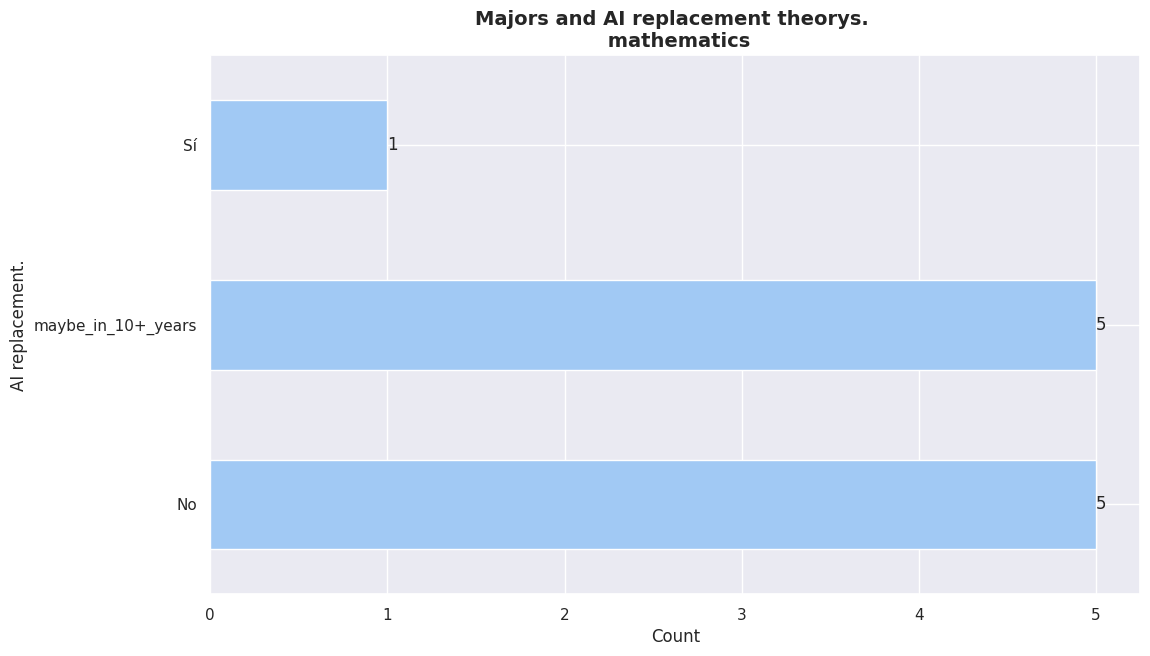 Majors and AI replacement theorys.
mathematics
Sí
1
maybe_in_10+_years
5
No
5
AI replacement.
0 1 2 3 4 5
Count